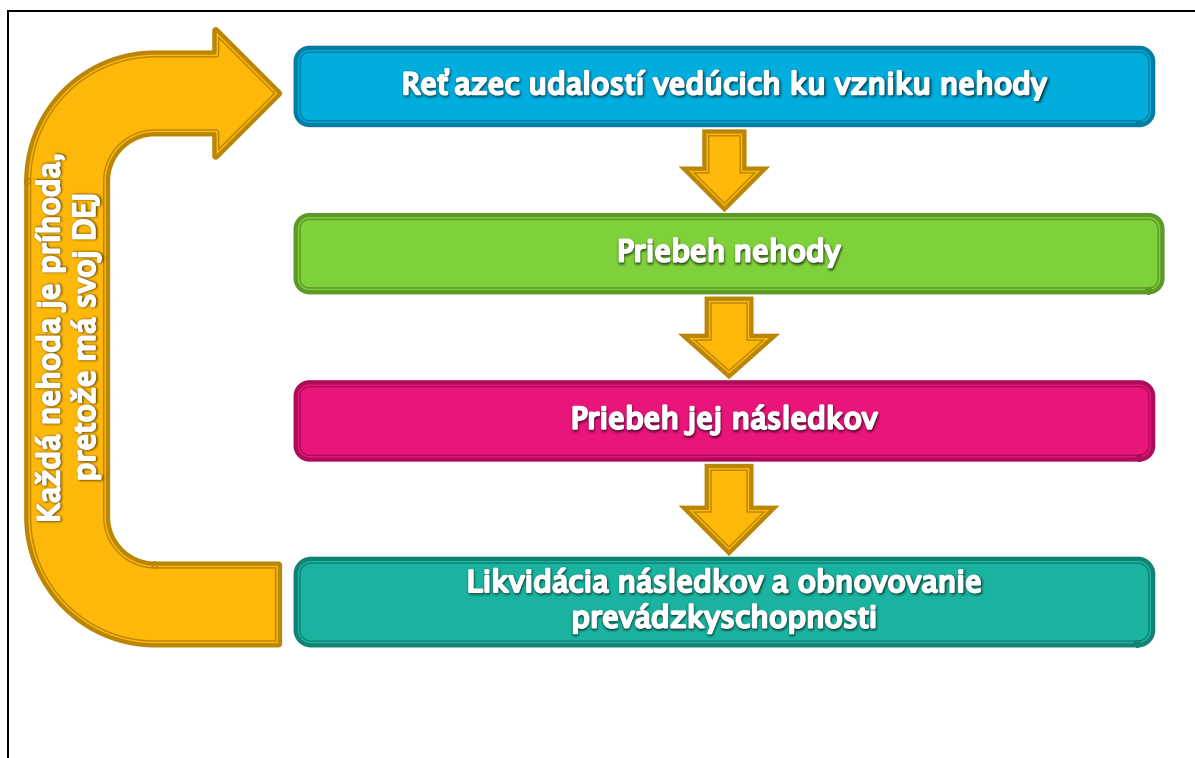 Reťazec udalostí vedúcich ku vzniku nehody
Priebeh nehody
Priebeh jej následkov
Likvidácia následkov a obnovovanie
prevádzkyschopnosti
Každá nehoda je príhoda,
pretože má svoj DEJ